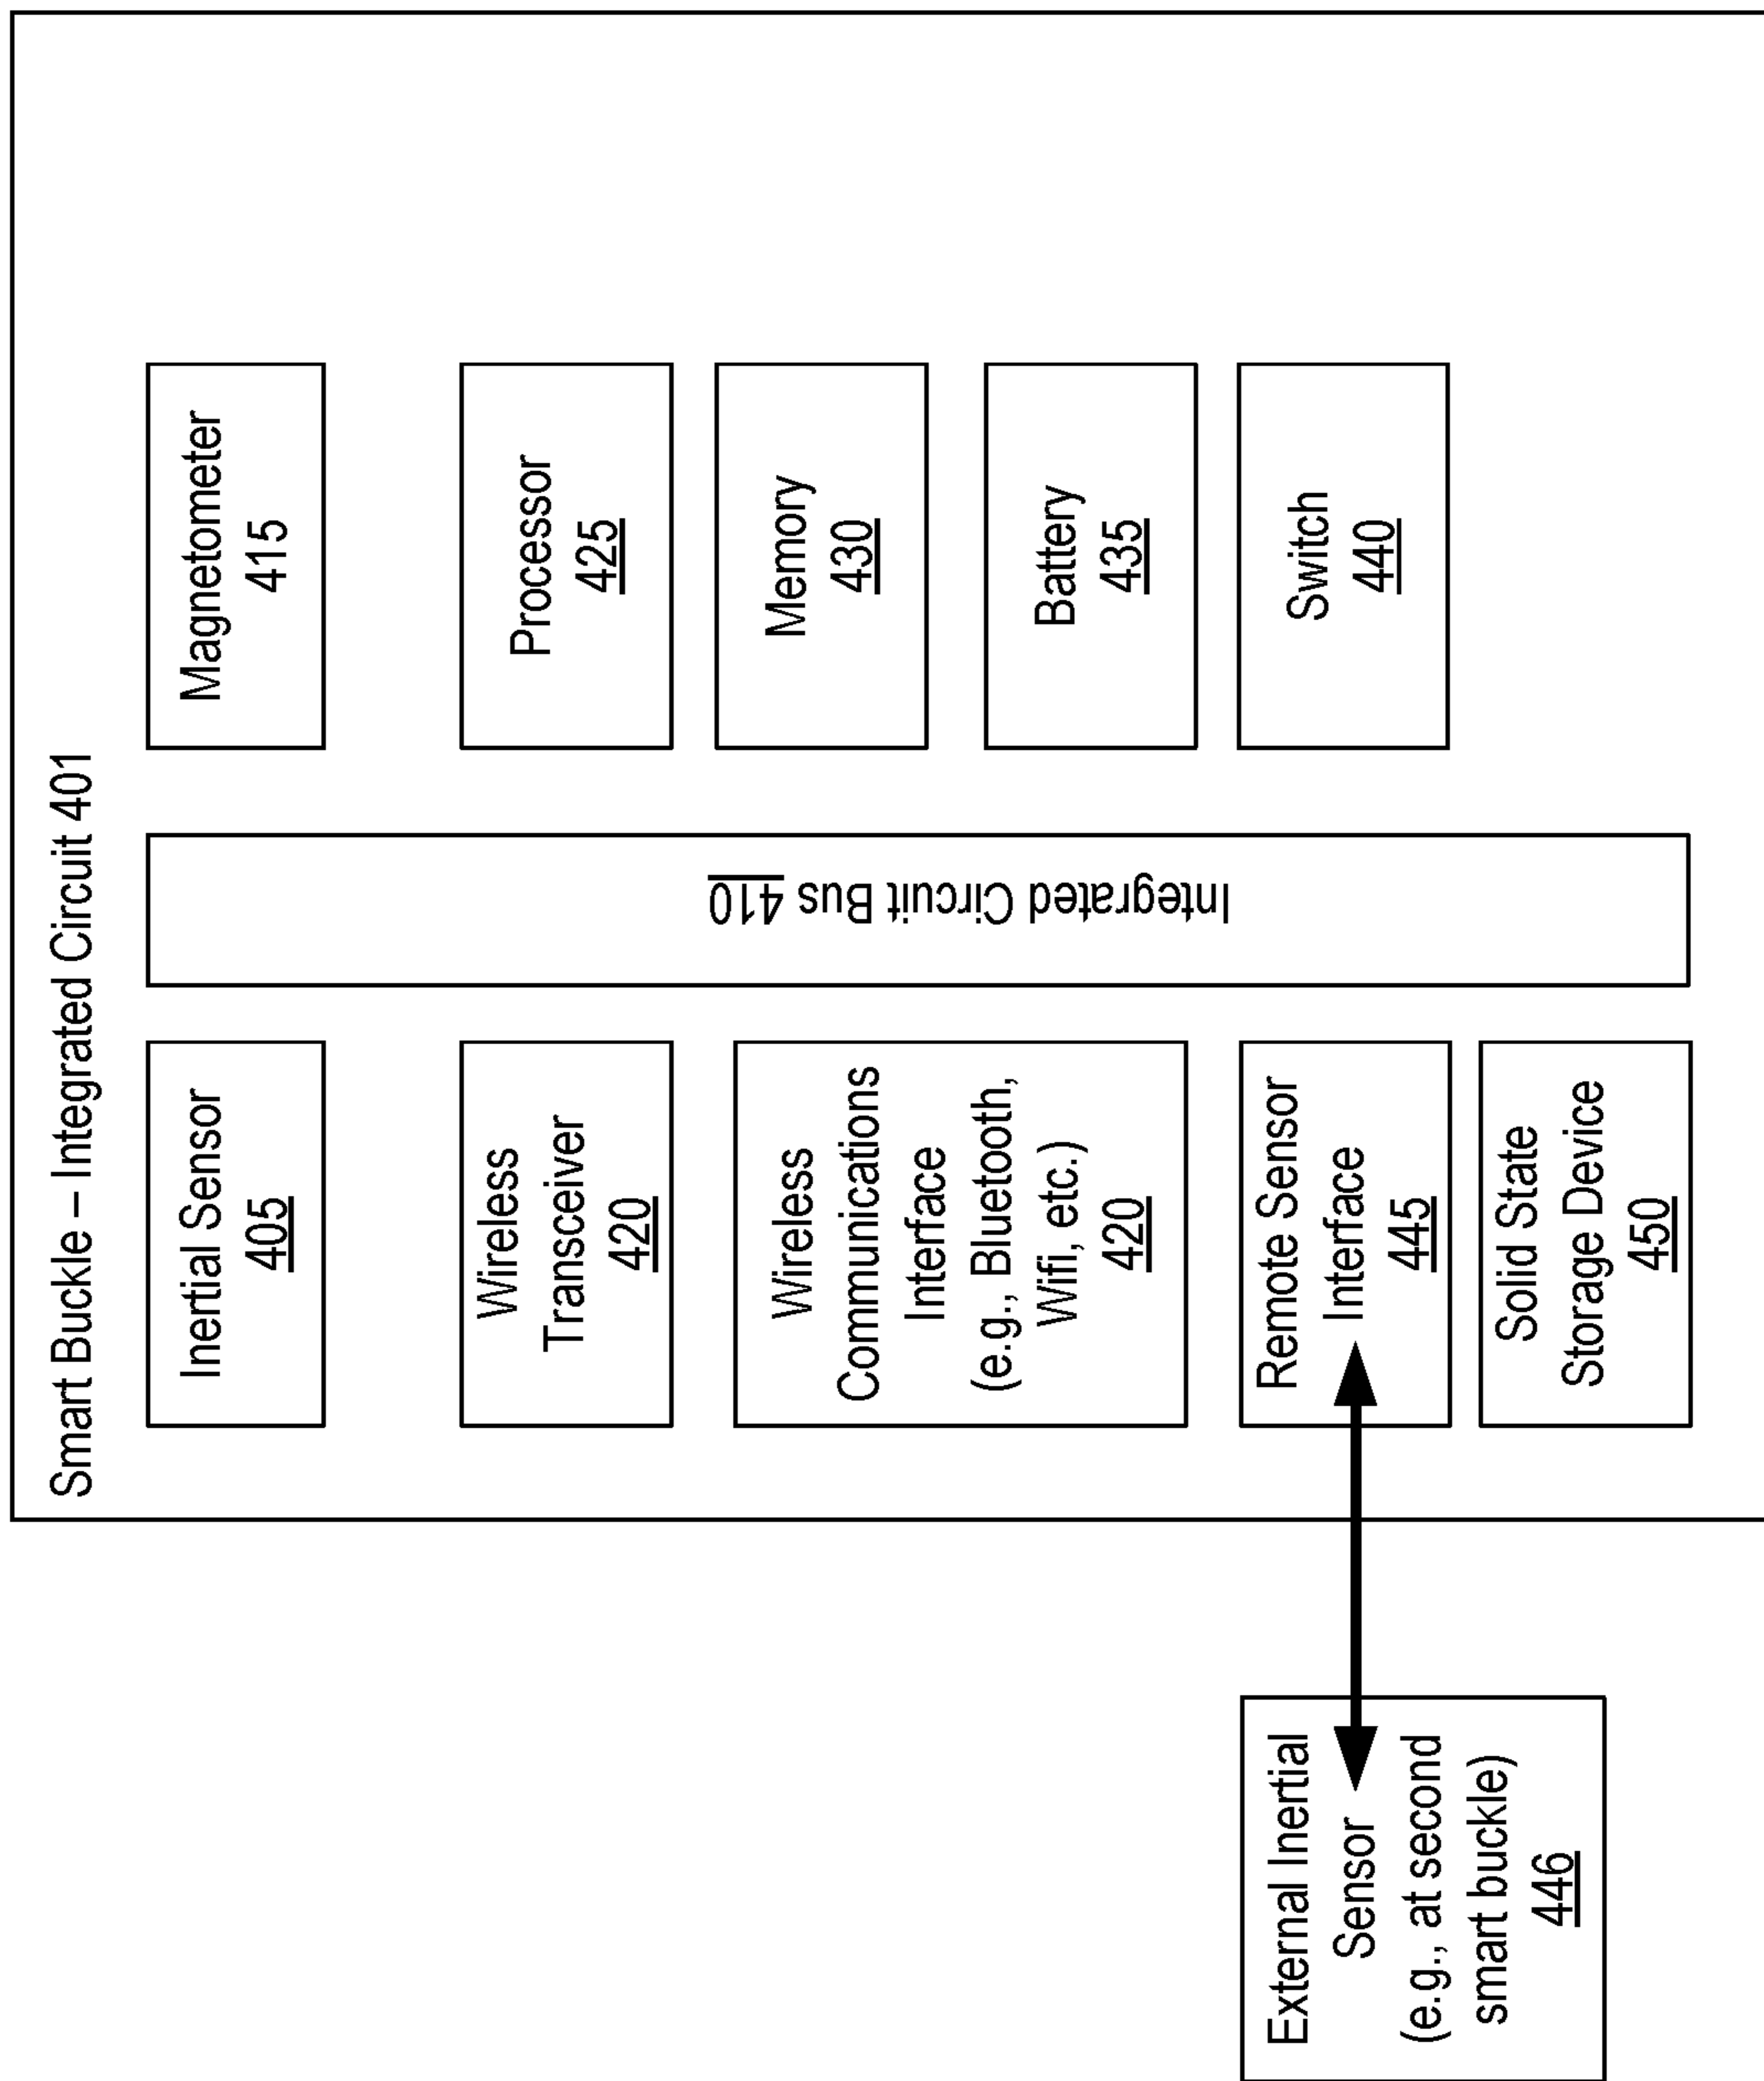 Smart Buckle – Integrated Circuit 401
Inertial Sensor
405
Magnetometer
415
Integrated Circuit Bus 410
Wireless
Transceiver
420
Processor
425
Wireless
Communications
Interface
(e.g., Bluetooth,
Wifi, etc.)
420
Memory
430
Battery
435
External Inertial
Sensor
(e.g., at second
smart buckle)
446
Remote Sensor
Interface
445
Switch
440
Solid State
Storage Device
450